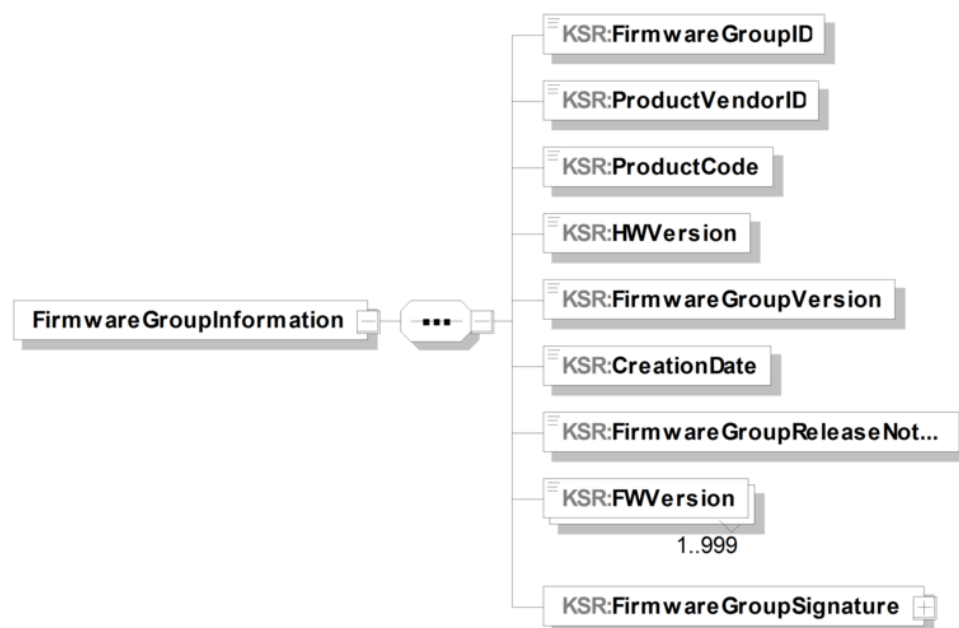 KSR:FirmwareGroupID
KSR:ProductVendorID
KSR:ProductCode
KSR:HWVersion
KSR:FirmwareGroupVersion
FirmwareGroupInformation
KSR:CreationDate
KSR:FirmwareGroupReleaseNot...
KSR:FWVersion
1..999
KSR:FirmwareGroupSignature